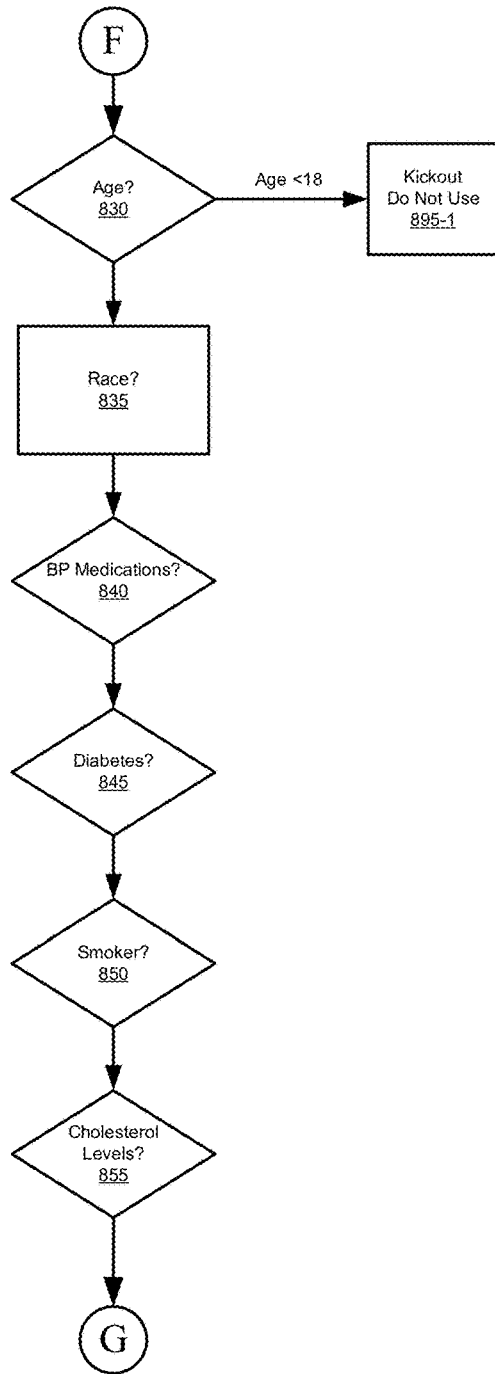 F
Age?
830
Age <18
Kickout
Do Not Use
895-1
Race?
835
BP Medications?
840
Diabetes?
845
Smoker?
850
Cholesterol
Levels?
855
G